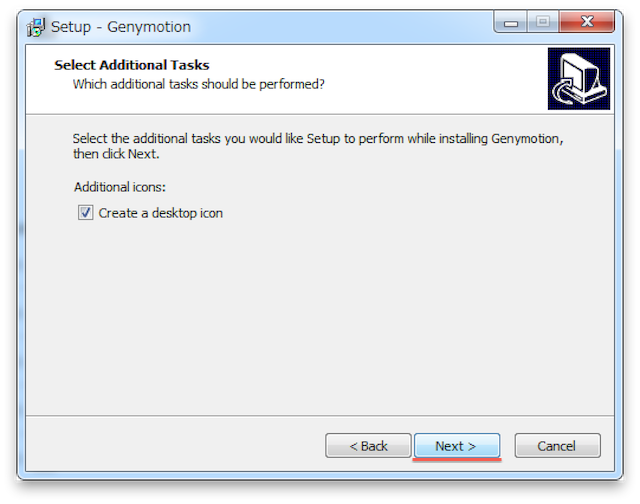 Setup - Genymotion
Select Additional Tasks
Which additional tasks should be performed?
Select the additional tasks you would like Setup to perform while installing Genymotion,
then click Next.
Additional icons:
Create a desktop icon
< Back
Next >
Cancel